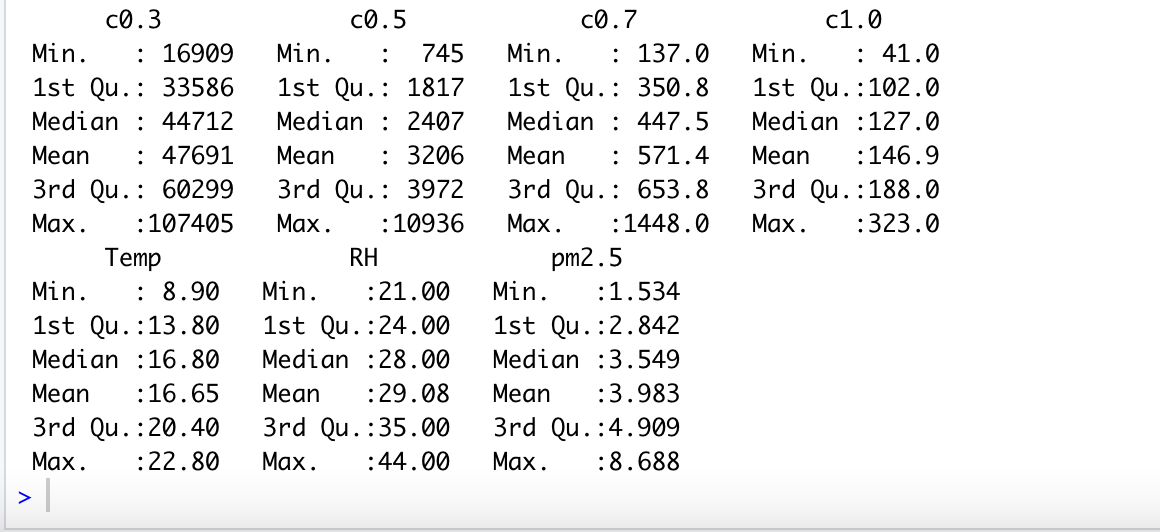 c0.3             c0.5             c0.7             c1.0
Min.   : 16909   Min.   :  745   Min.   : 137.0   Min.   : 41.0
1st Qu.: 33586   1st Qu.: 1817   1st Qu.: 350.8   1st Qu.:102.0
Median : 44712   Median : 2407   Median : 447.5   Median :127.0
Mean   : 47691   Mean   : 3206   Mean   : 571.4   Mean   :146.9
3rd Qu.: 60299   3rd Qu.: 3972   3rd Qu.: 653.8   3rd Qu.:188.0
Max.   :107405   Max.   :10936   Max.   :1448.0   Max.   :323.0
     Temp             RH            pm2.5
Min.   : 8.90   Min.   :21.00   Min.   :1.534
1st Qu.:13.80   1st Qu.:24.00   1st Qu.:2.842
Median :16.80   Median :28.00   Median :3.549
Mean   :16.65   Mean   :29.08   Mean   :3.983
3rd Qu.:20.40   3rd Qu.:35.00   3rd Qu.:4.909
Max.   :22.80   Max.   :44.00   Max.   :8.688
>